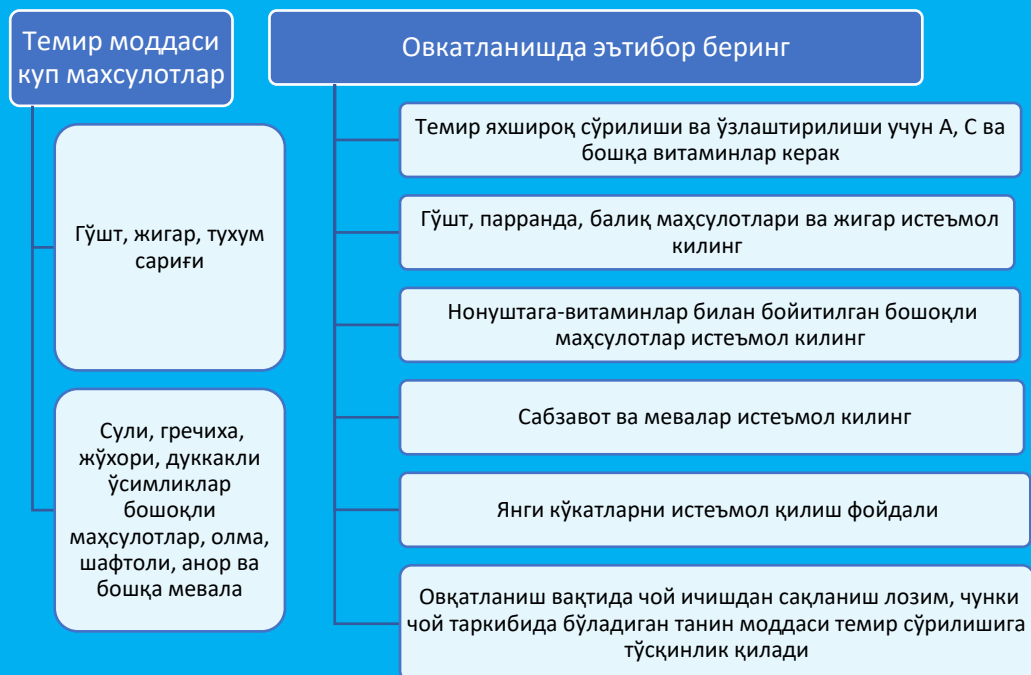 Темир моддаси
куп махсулотлар
Гўшт, жигар, тухум
сариғи
Сули, гречиха,
жўхори, дуккакли
ўсимликлар
бошоқли
маҳсулотлар, олма,
шафтоли, анор ва
бошқа мевала
Овкатланишда эътибор беринг
Темир яхшироқ сўрилиши ва ўзлаштирилиши учун А, С ва
бошқа витаминлар керак
Гўшт, парранда, балиқ маҳсулотлари ва жигар истеъмол
килинг
Нонуштага-витаминлар билан бойитилган бошоқли
маҳсулотлар истеъмол килинг
Сабзавот ва мевалар истеъмол килинг
Янги кўкатларни истеъмол қилиш фойдали
Овқатланиш вақтида чой ичишдан сақланиш лозим, чунки
чой таркибида бўладиган танин моддаси темир сўрилишига
тўсқинлик қилади